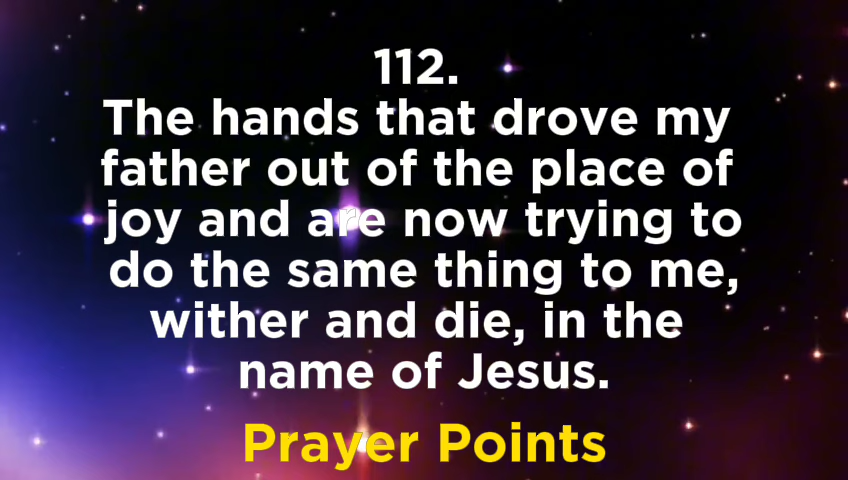 112.
The hands that drove my
father out of the place of
joy and are now trying to
do the same thing to me,
wither and die, in the
name of Jesus.
Prayer Points